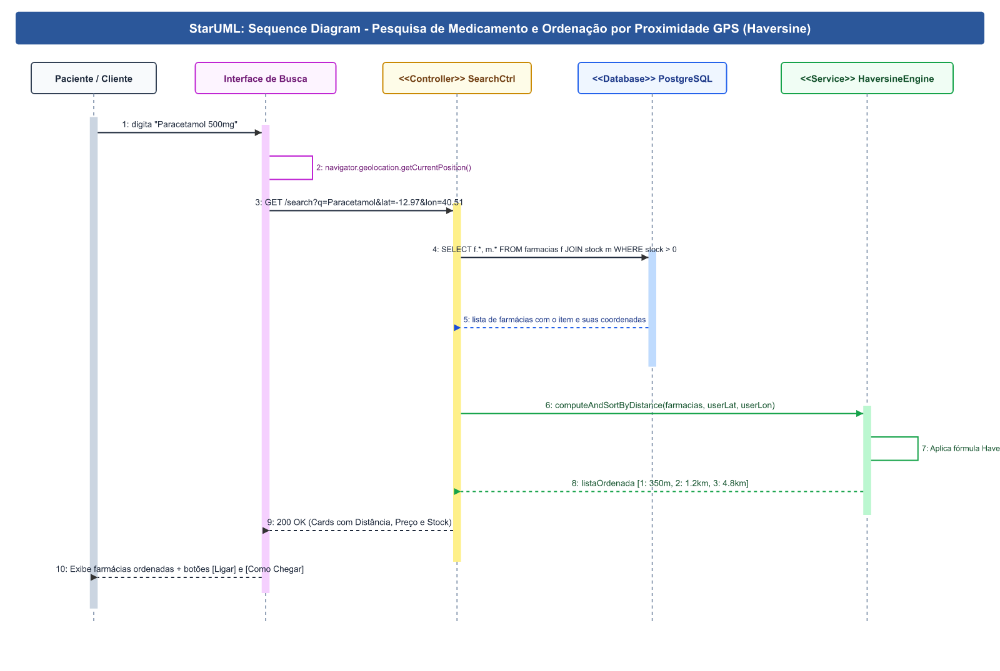 StarUML: Sequence Diagram - Pesquisa de Medicamento e Ordenação por Proximidade GPS (Haversine)
Paciente / Cliente
Interface de Busca
<<Controller>> SearchCtrl
<<Database>> PostgreSQL
<<Service>> HaversineEngine
1: digita "Paracetamol 500mg"
2: navigator.geolocation.getCurrentPosition()
3: GET /search?q=Paracetamol&lat=-12.97&lon=40.51
4: SELECT f.*, m.* FROM farmacias f JOIN stock m WHERE stock > 0
5: lista de farmácias com o item e suas coordenadas
6: computeAndSortByDistance(farmacias, userLat, userLon)
7: Aplica fórmula Have
8: listaOrdenada [1: 350m, 2: 1.2km, 3: 4.8km]
9: 200 OK (Cards com Distância, Preço e Stock)
10: Exibe farmácias ordenadas + botões [Ligar] e [Como Chegar]